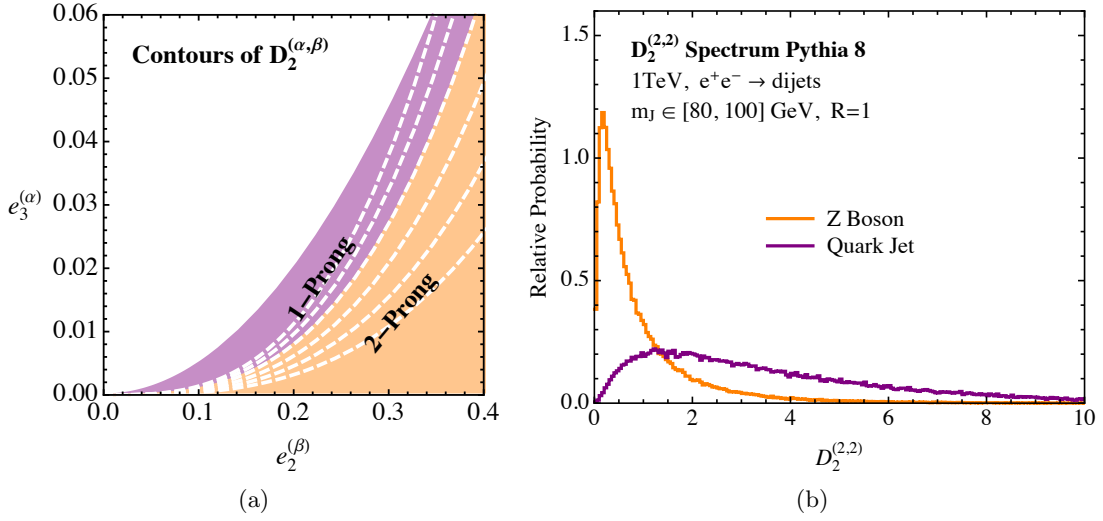 Contours of D₂^(α,β)
0.06
0.05
0.04
0.03
0.02
0.01
0.00
e₃^(α)
1-Prong
2-Prong
0.0
0.1
0.2
0.3
0.4
e₂^(β)
(a)
D₂^(2,2) Spectrum Pythia 8
1TeV, e⁺e⁻ → dijets
m_J ∈ [80, 100] GeV, R=1
1.5
1.0
0.5
0.0
Relative Probability
Z Boson
Quark Jet
0
2
4
6
8
10
D₂^(2,2)
(b)